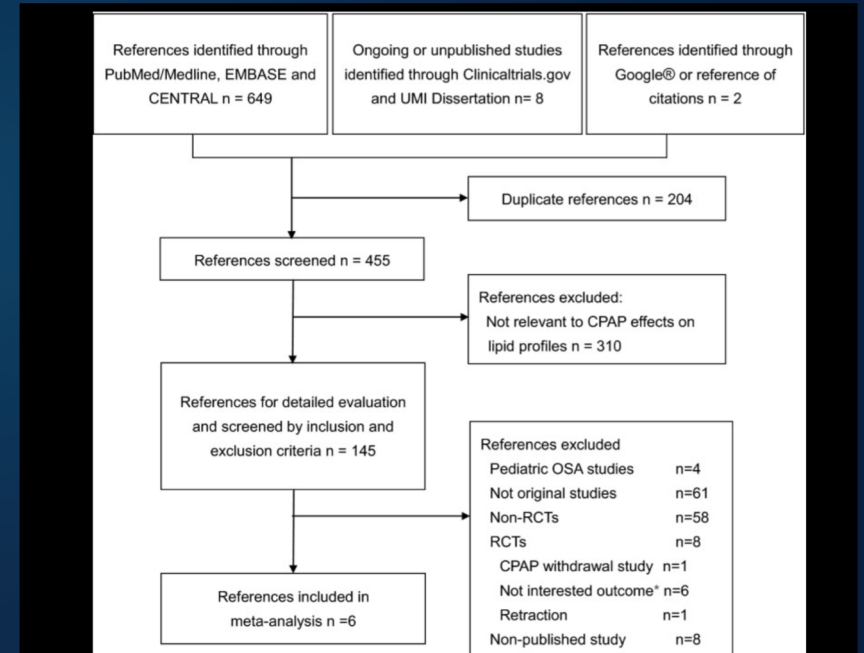 References identified through
PubMed/Medline, EMBASE and
CENTRAL n = 649
Ongoing or unpublished studies
identified through Clinicaltrials.gov
and UMI Dissertation n= 8
References identified through
Google® or reference of
citations n = 2
Duplicate references n = 204
References screened n = 455
References excluded:
Not relevant to CPAP effects on
lipid profiles n = 310
References for detailed evaluation
and screened by inclusion and
exclusion criteria n = 145
References excluded
Pediatric OSA studies n=4
Not original studies n=61
Non-RCTs n=58
RCTs n=8
CPAP withdrawal study n=1
Not interested outcome* n=6
Retraction n=1
Non-published study n=8
References included in
meta-analysis n =6